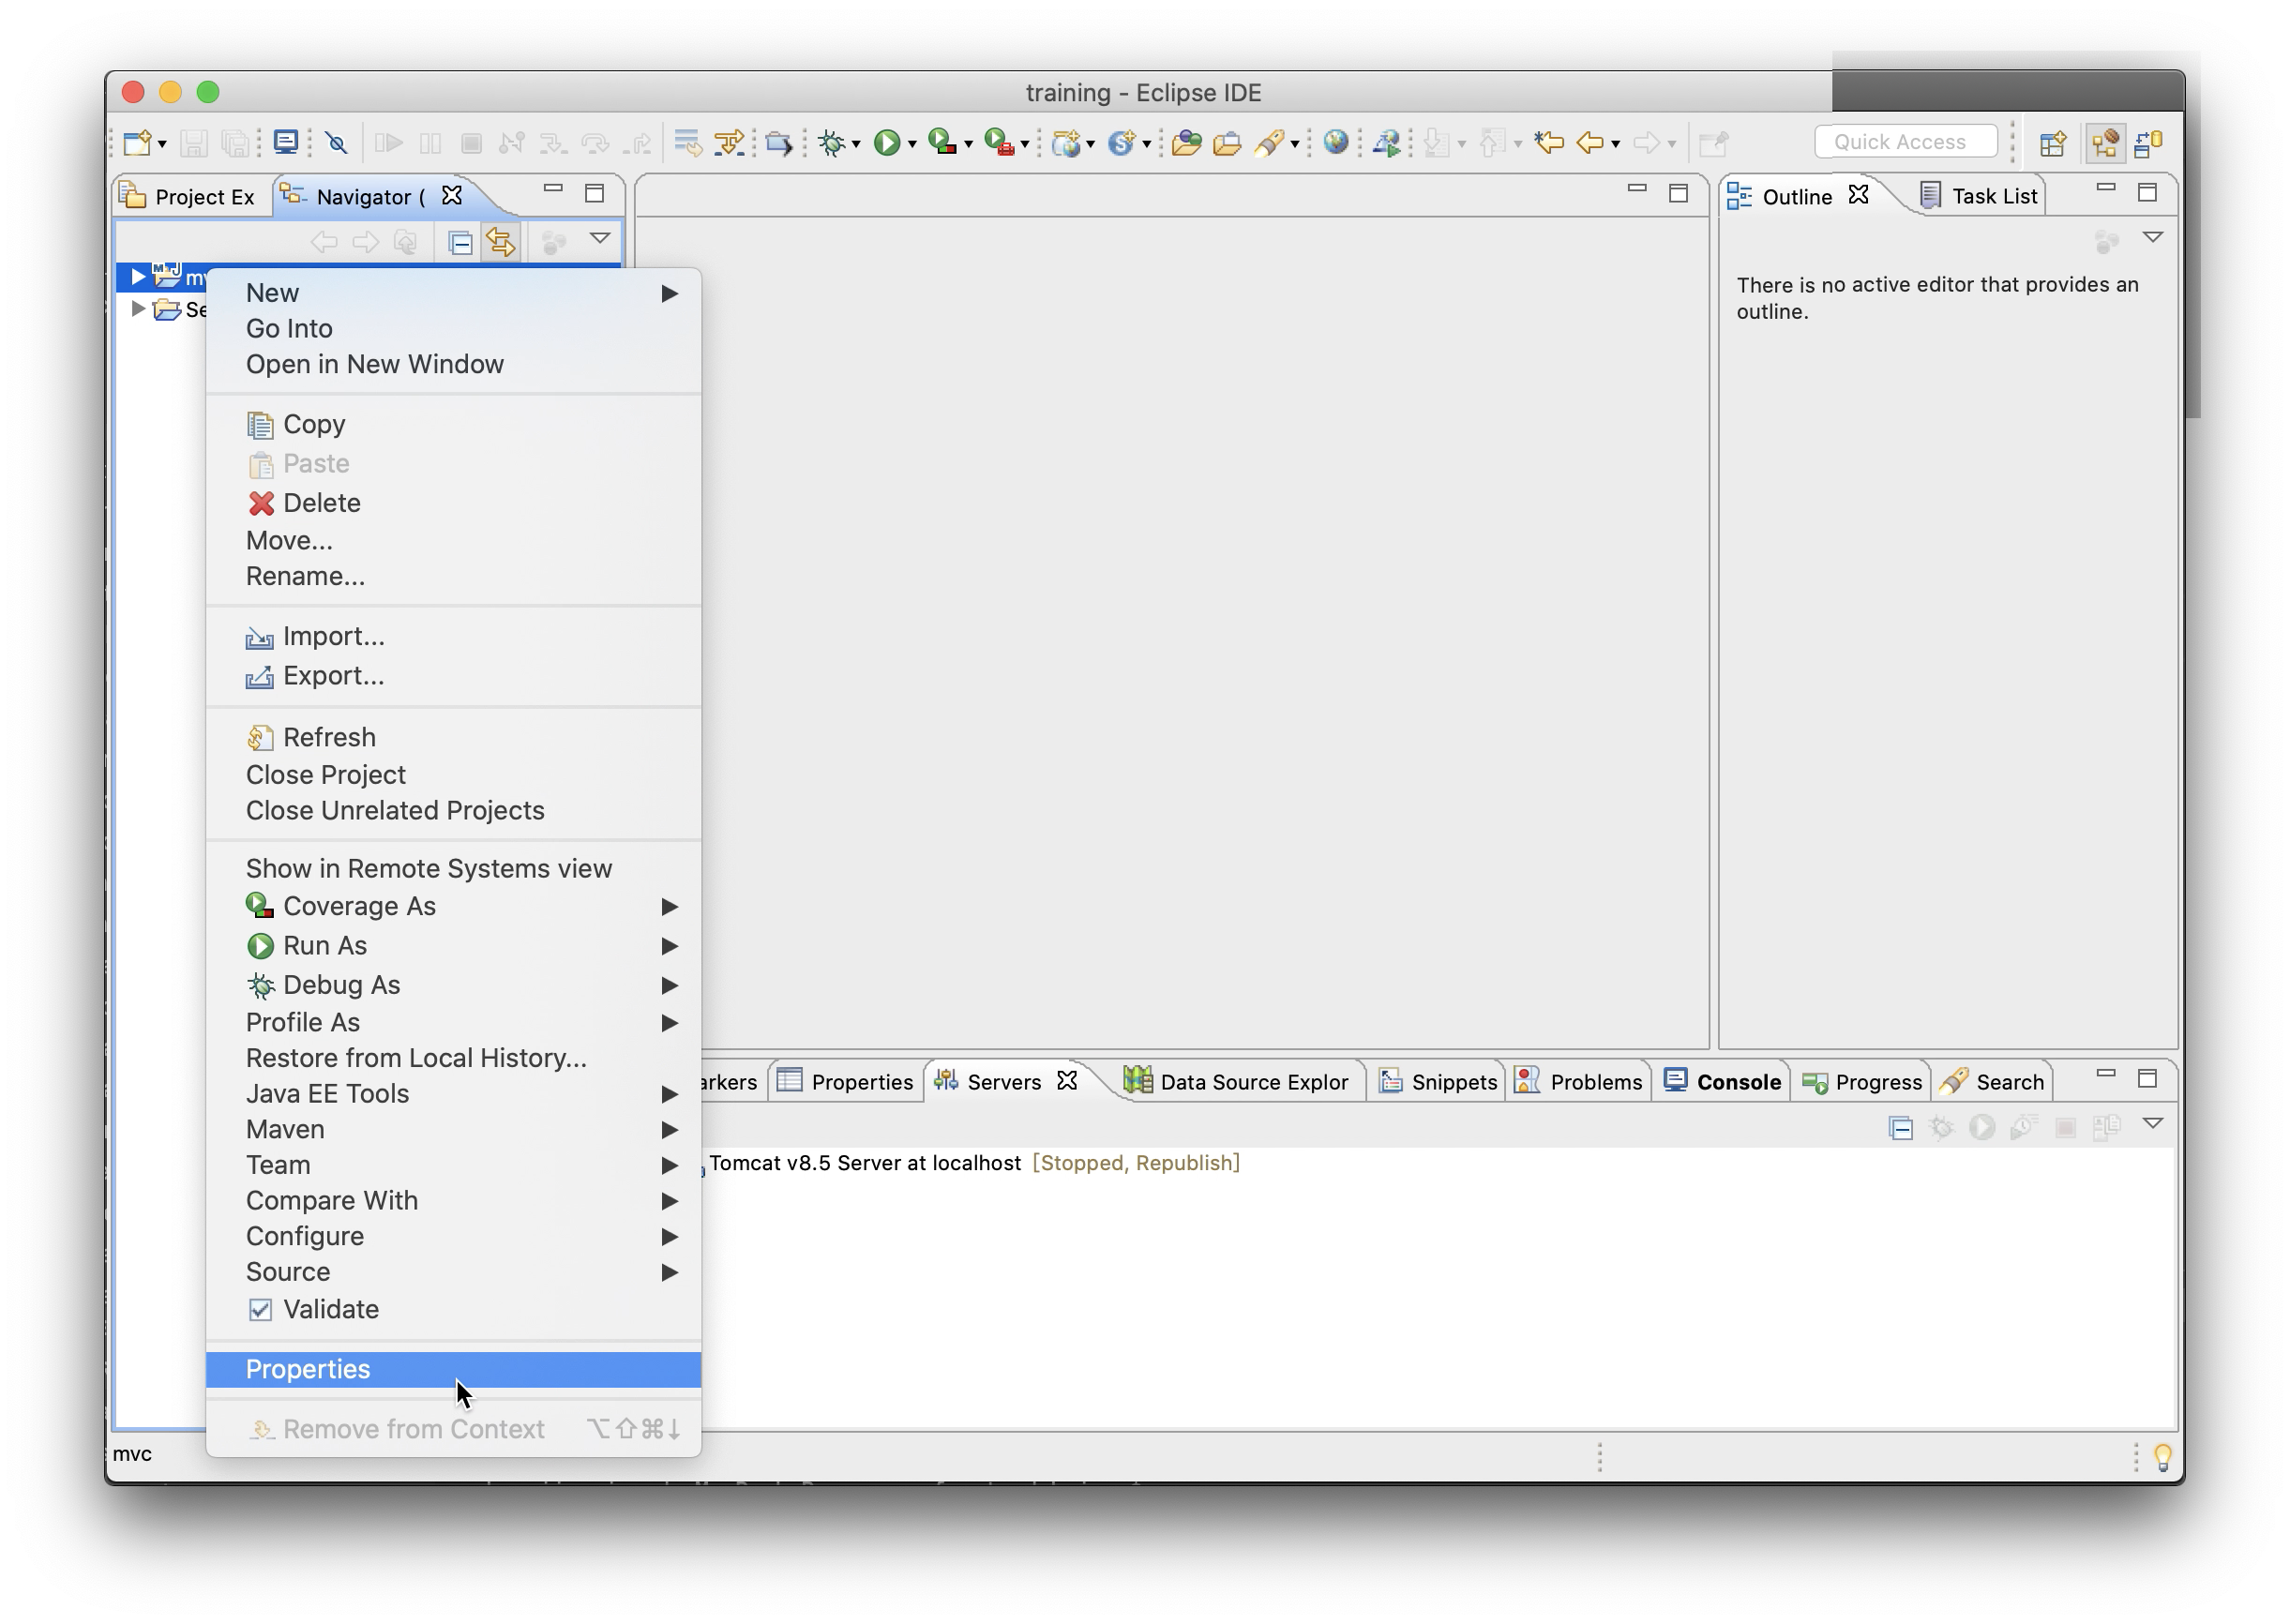 training - Eclipse IDE
Quick Access
Project Ex
Navigator (
Outline
Task List
There is no active editor that provides an
outline.
New
Go Into
Open in New Window
Copy
Paste
Delete
Move...
Rename...
Import...
Export...
Refresh
Close Project
Close Unrelated Projects
Show in Remote Systems view
Coverage As
Run As
Debug As
Profile As
Restore from Local History...
Java EE Tools
Maven
Team
Compare With
Configure
Source
Validate
Properties
Remove from Context ⌥⇧⌘↓
arkers
Properties
Servers
Data Source Explor
Snippets
Problems
Console
Progress
Search
Tomcat v8.5 Server at localhost [Stopped, Republish]
mvc